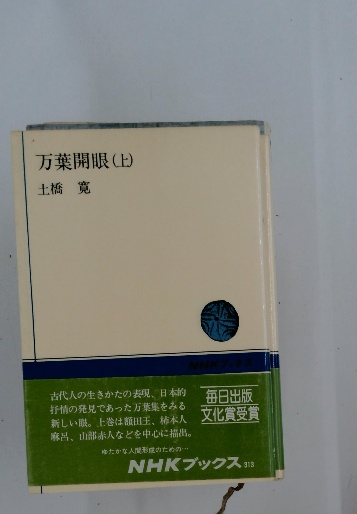 万葉開眼(上)
土橋 寛
古代人の生きかたの表現、日本的
抒情の発見であった万葉集をみる
新しい眼。上巻は額田王、柿本人
麻呂、山部赤人などを中心に描出。
毎日出版
文化賞受賞
ゆたかな人間形成のための…
NHKブックス 313